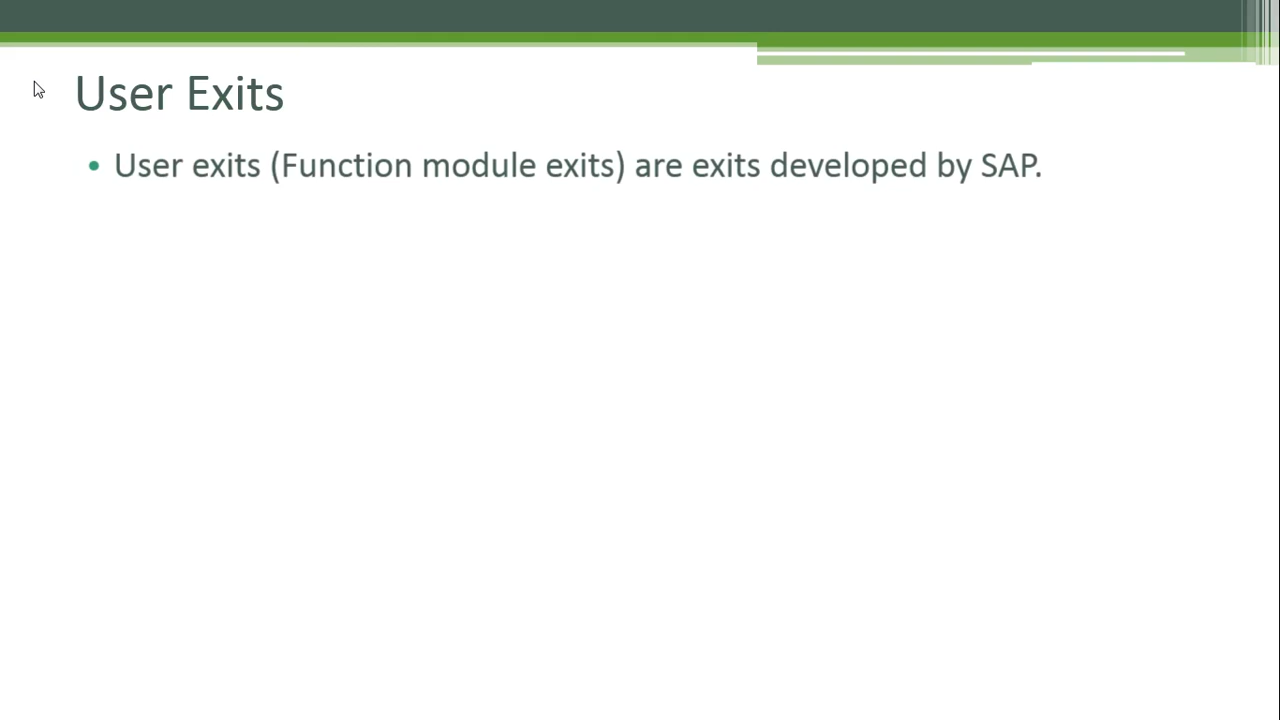 User Exits
• User exits (Function module exits) are exits developed by SAP.